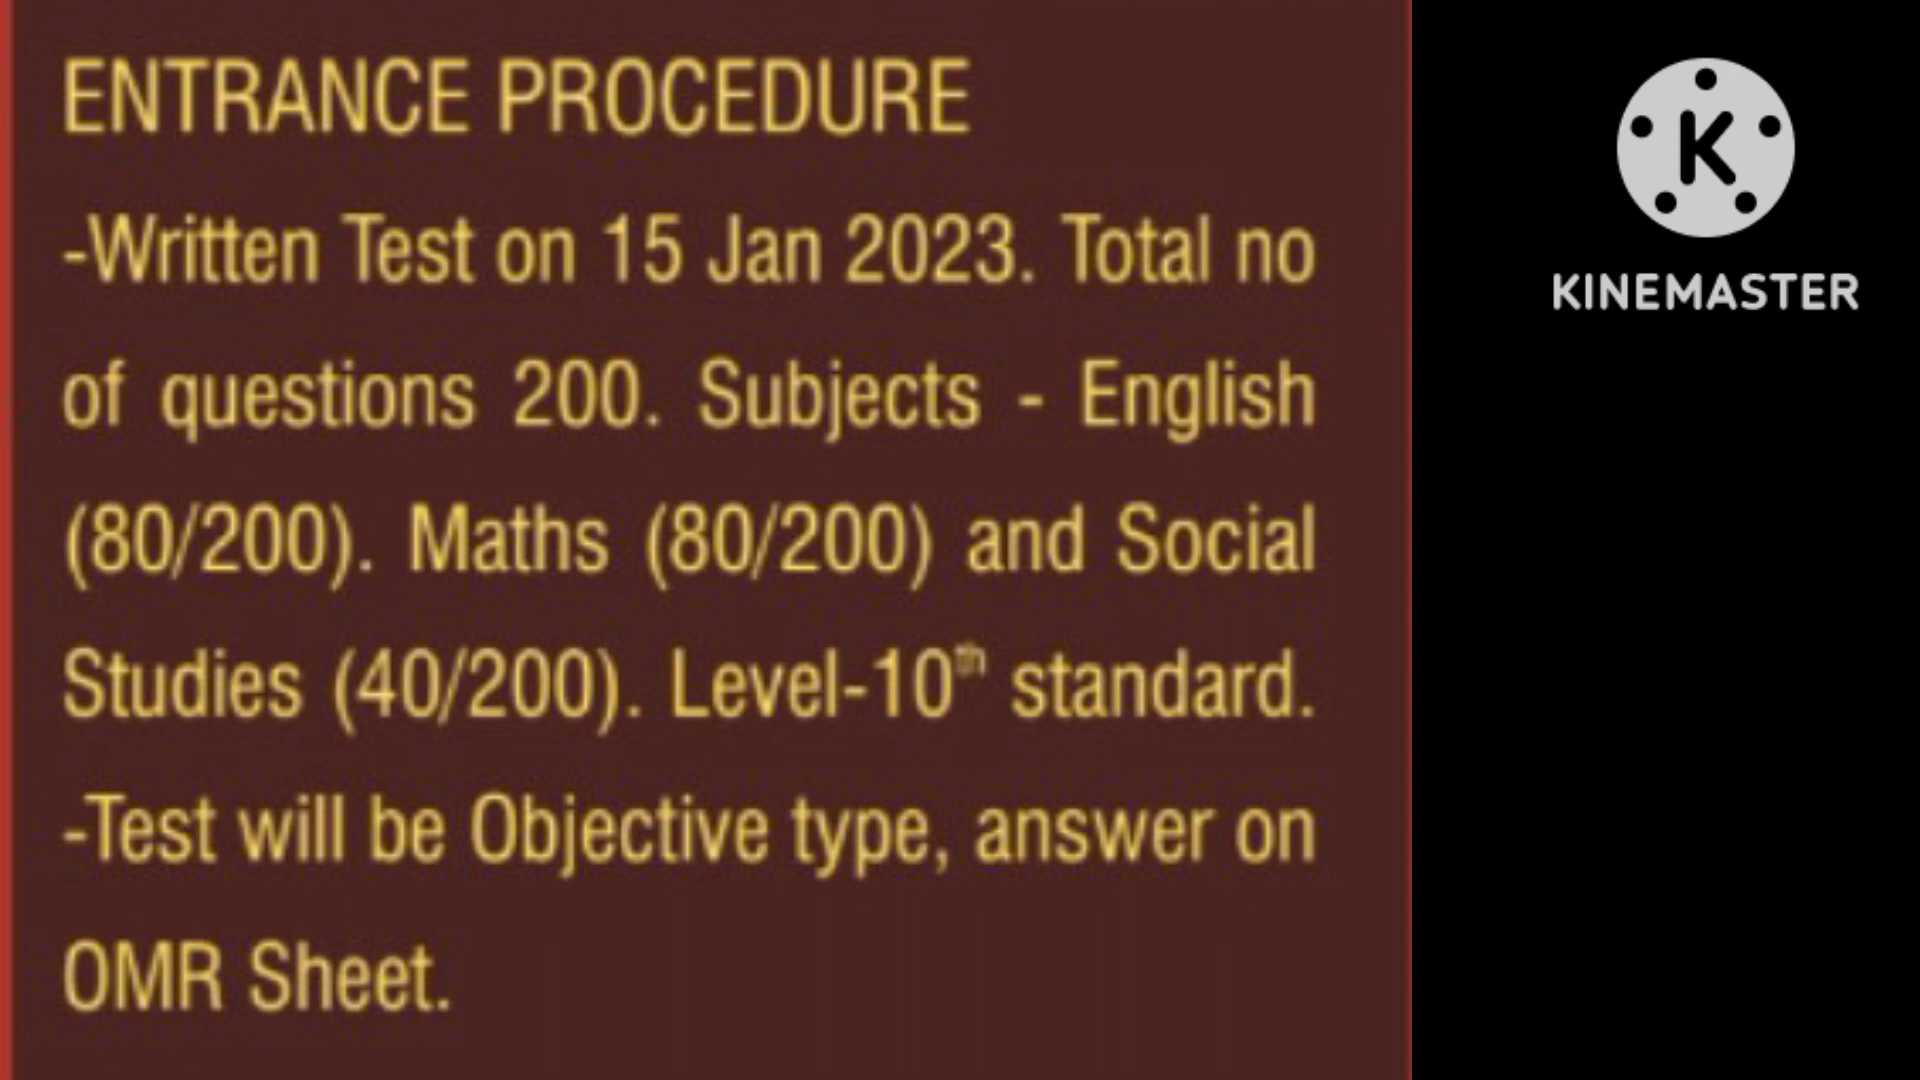 ENTRANCE PROCEDURE
-Written Test on 15 Jan 2023. Total no
of questions 200. Subjects - English
(80/200). Maths (80/200) and Social
Studies (40/200). Level-10th standard.
-Test will be Objective type, answer on
OMR Sheet.
K
KINEMASTER